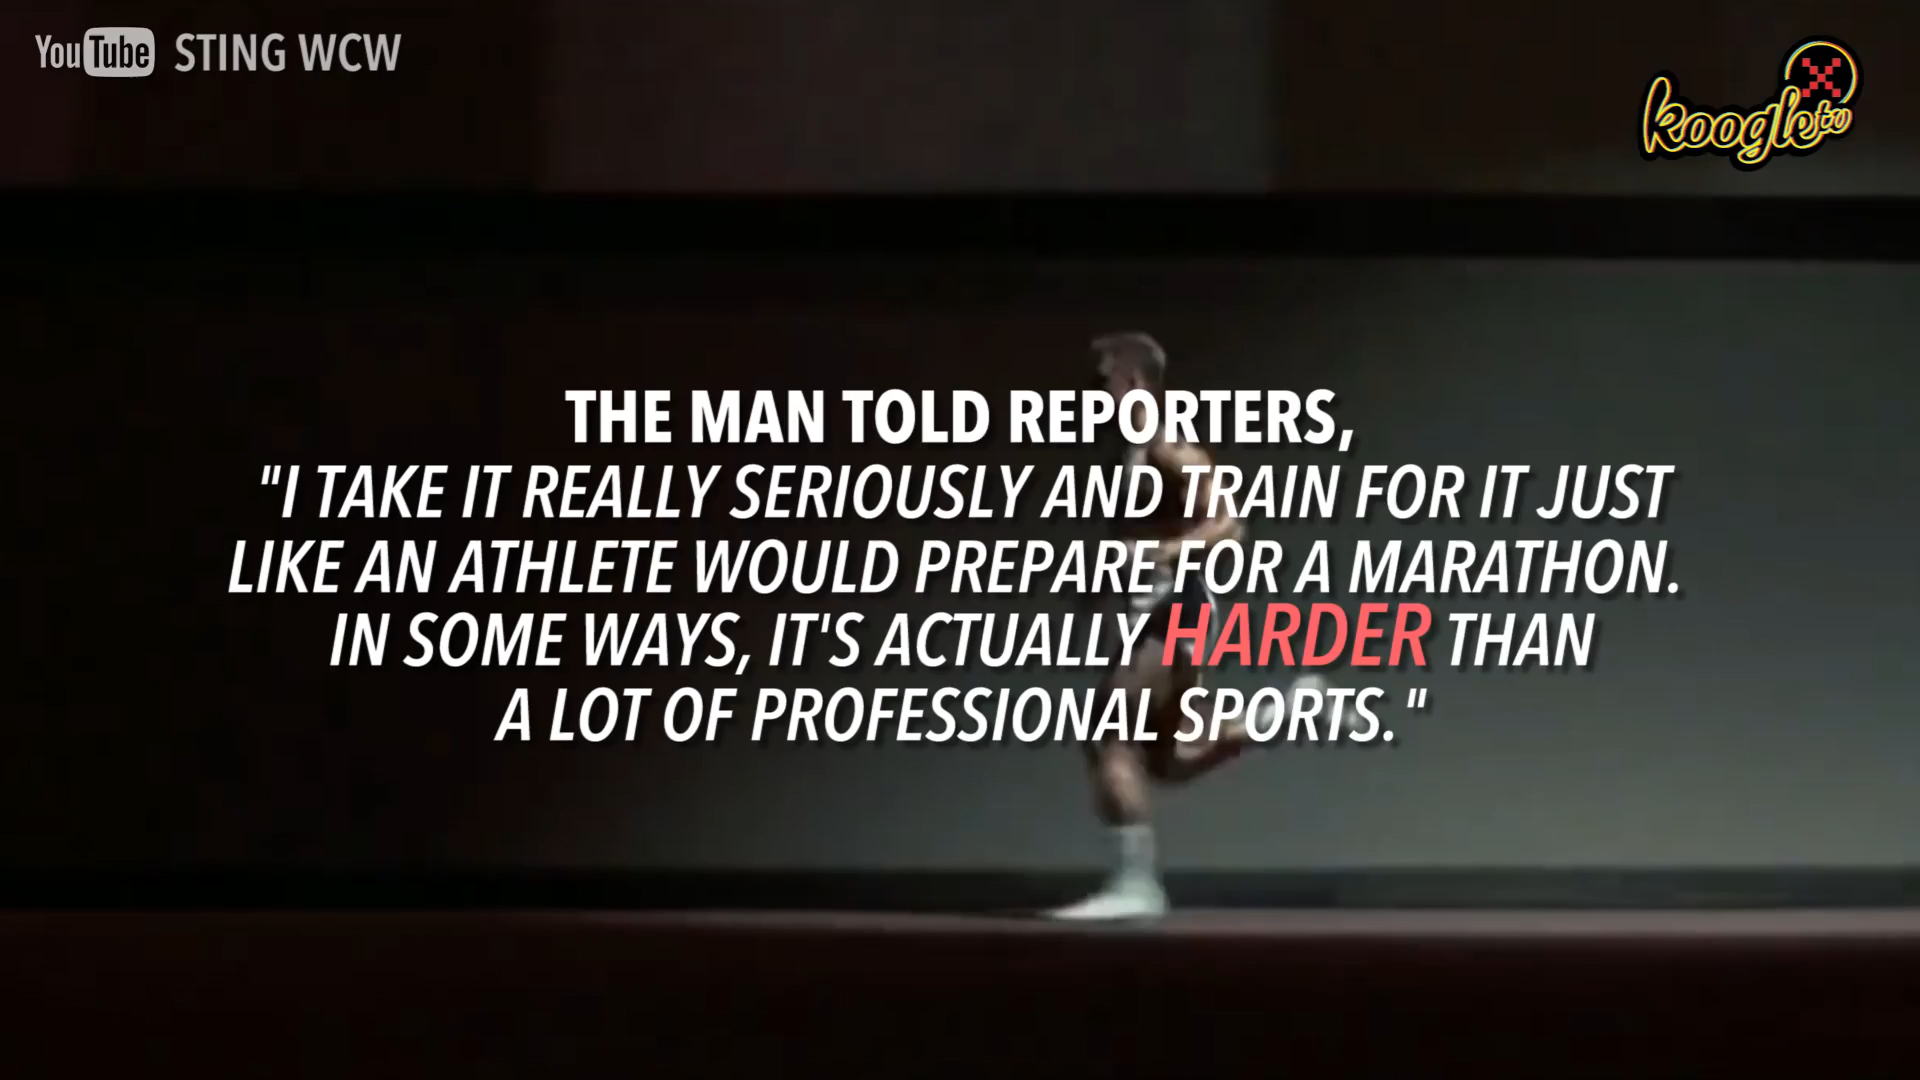 YouTube STING WCW
koogletv
THE MAN TOLD REPORTERS,
"I TAKE IT REALLY SERIOUSLY AND TRAIN FOR IT JUST
LIKE AN ATHLETE WOULD PREPARE FOR A MARATHON.
IN SOME WAYS, IT'S ACTUALLY HARDER THAN
A LOT OF PROFESSIONAL SPORTS."